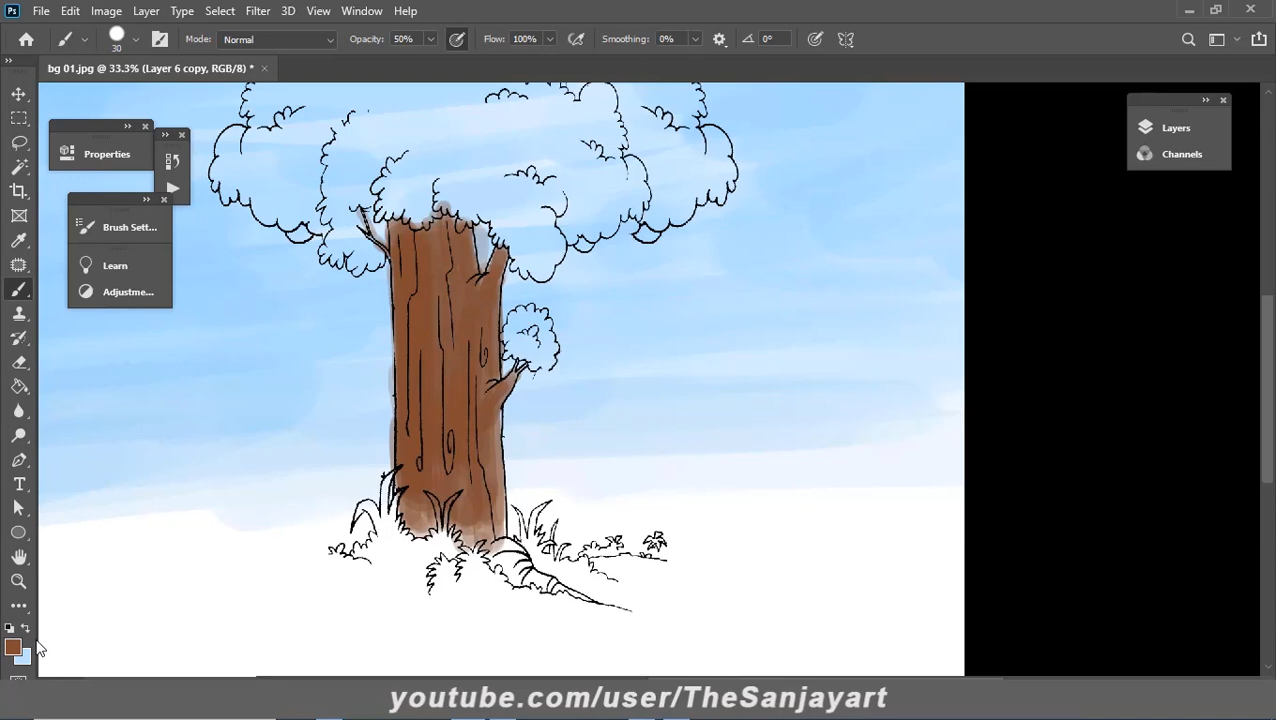 Ps File Edit Image Layer Type Select Filter 3D View Window Help
30 Mode: Normal Opacity: 50% Flow: 100% Smoothing: 0% 0°
bg 01.jpg @ 33.3% (Layer 6 copy, RGB/8) *
Properties
Brush Sett...
Learn
Adjustme...
Layers
Channels
youtube.com/user/TheSanjayart